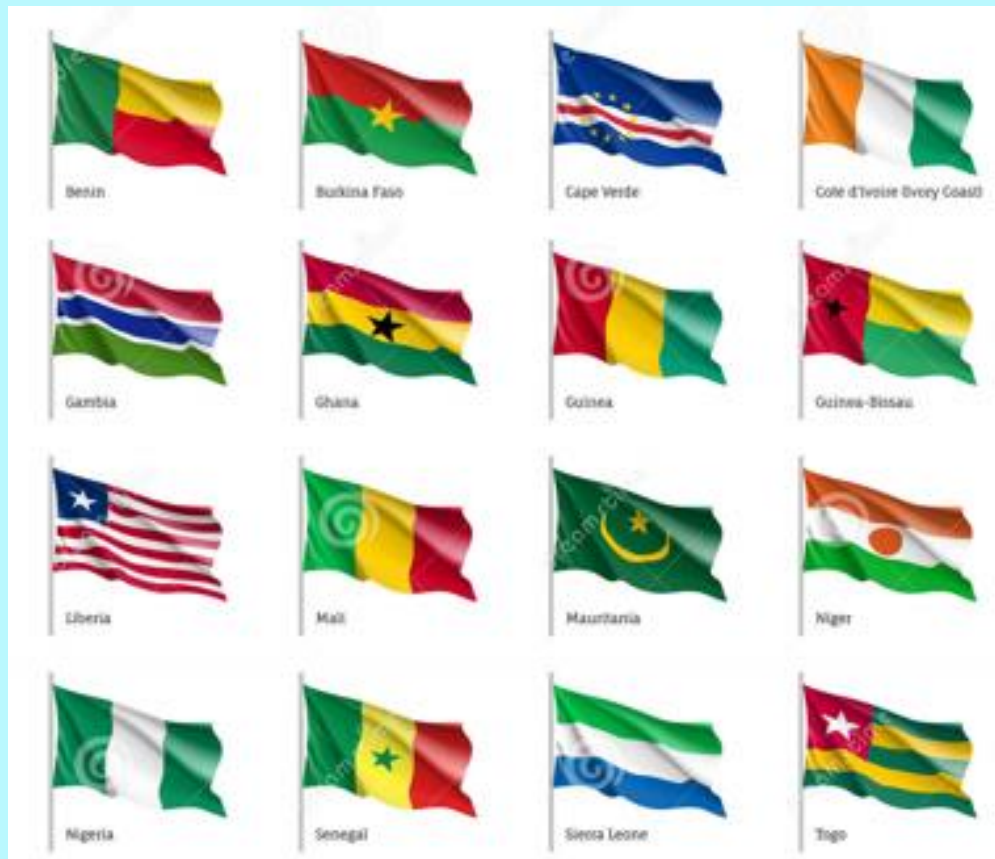 Benin
Burkina Faso
Cape Verde
Cote d'Ivoire (Ivory Coast)
Gambia
Ghana
Guinea
Guinea-Bissau
Liberia
Mali
Mauritania
Niger
Nigeria
Senegal
Sierra Leone
Togo